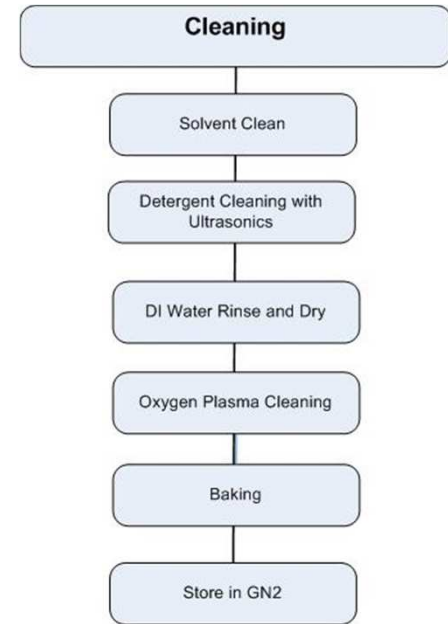 Cleaning
Solvent Clean
Detergent Cleaning with
Ultrasonics
DI Water Rinse and Dry
Oxygen Plasma Cleaning
Baking
Store in GN2